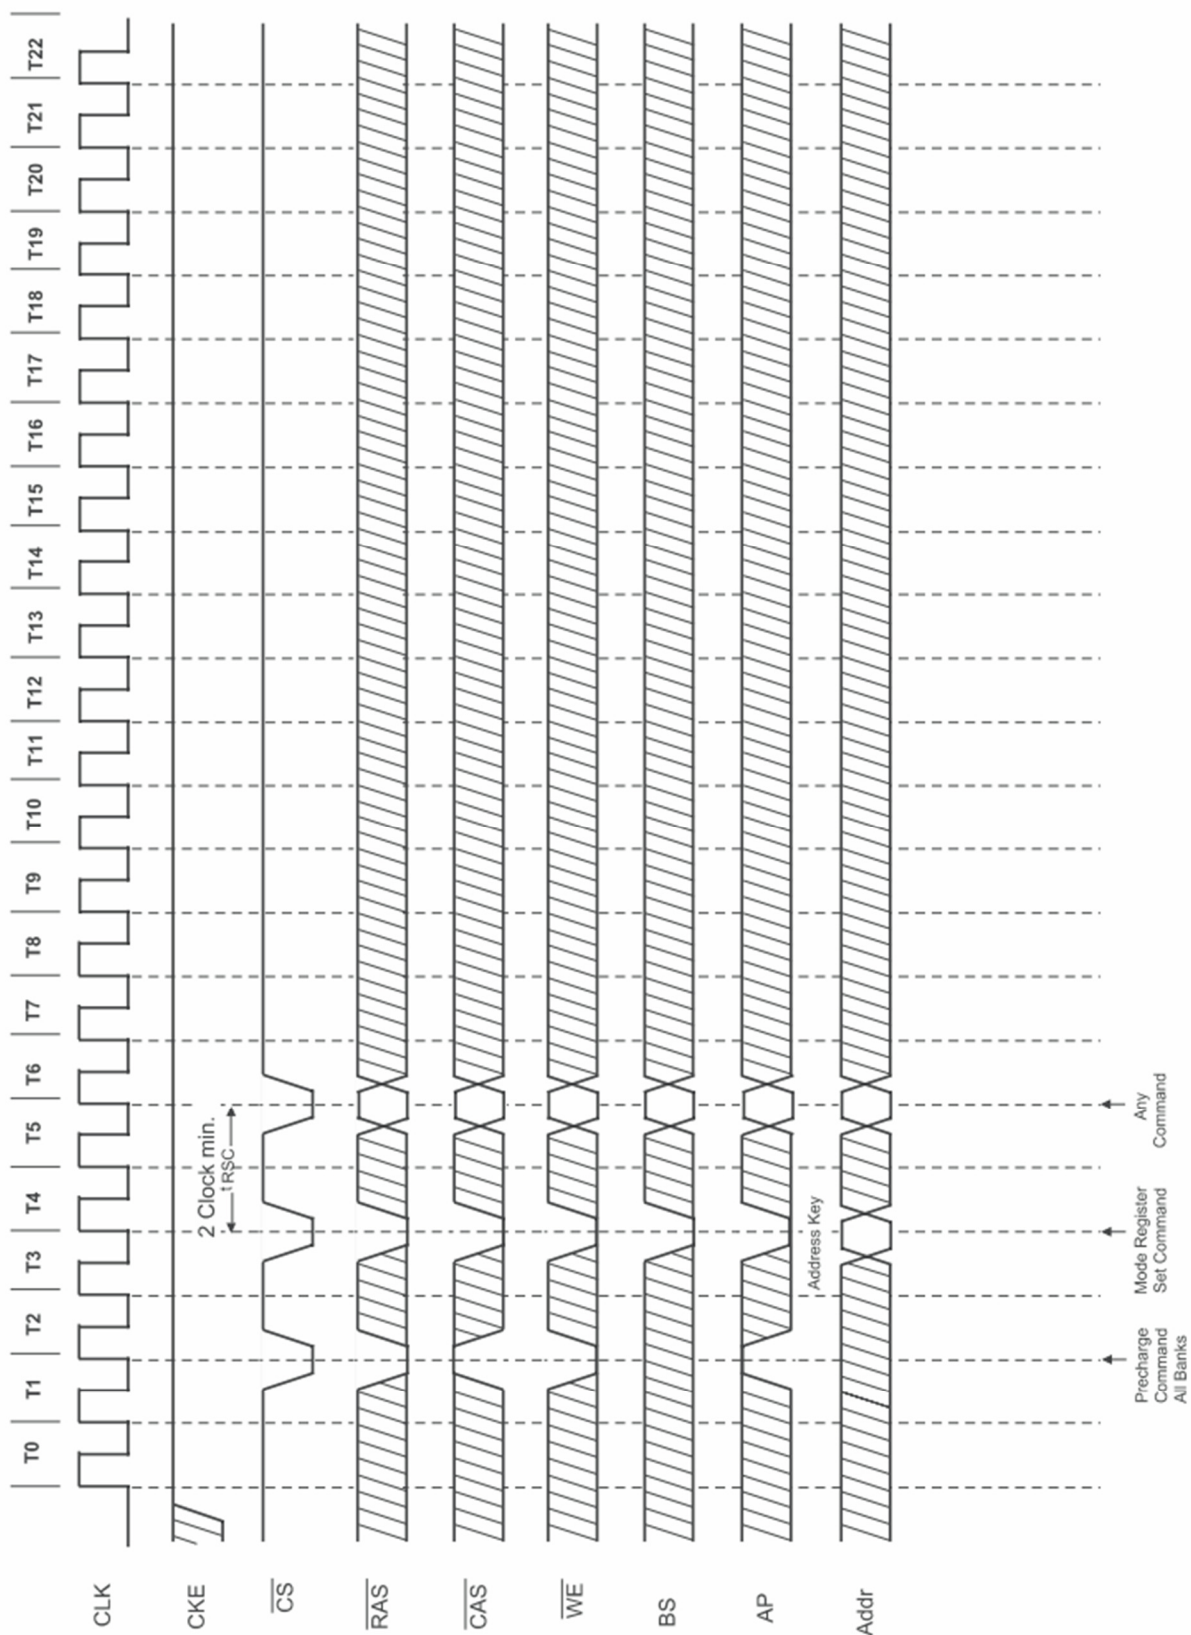 T0 T1 T2 T3 T4 T5 T6 T7 T8 T9 T10 T11 T12 T13 T14 T15 T16 T17 T18 T19 T20 T21 T22
CLK
CKE
2 Clock min.
t RSC
CS
RAS
CAS
WE
BS
AP
Address Key
Addr
Precharge
Command
All Banks
Mode Register
Set Command
Any
Command